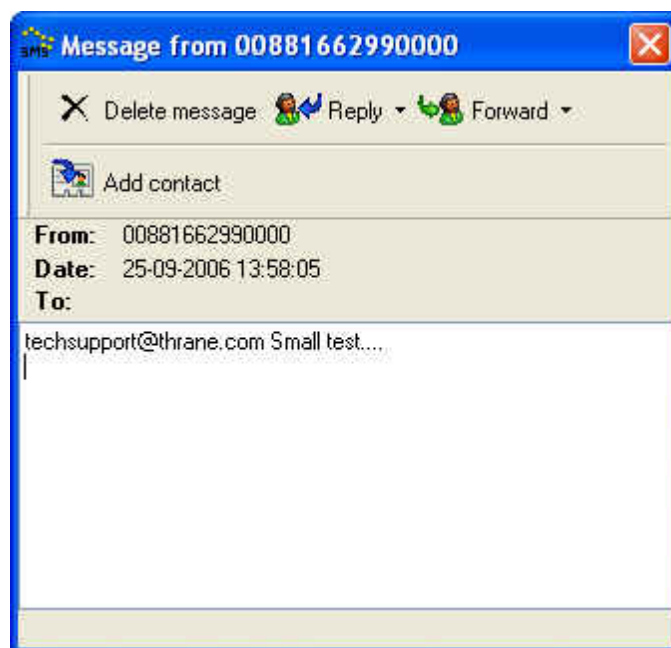 SMS Message from 00881662990000
Delete message Reply Forward
Add contact
From: 00881662990000
Date: 25-09-2006 13:58:05
To:
techsupport@thrane.com Small test....